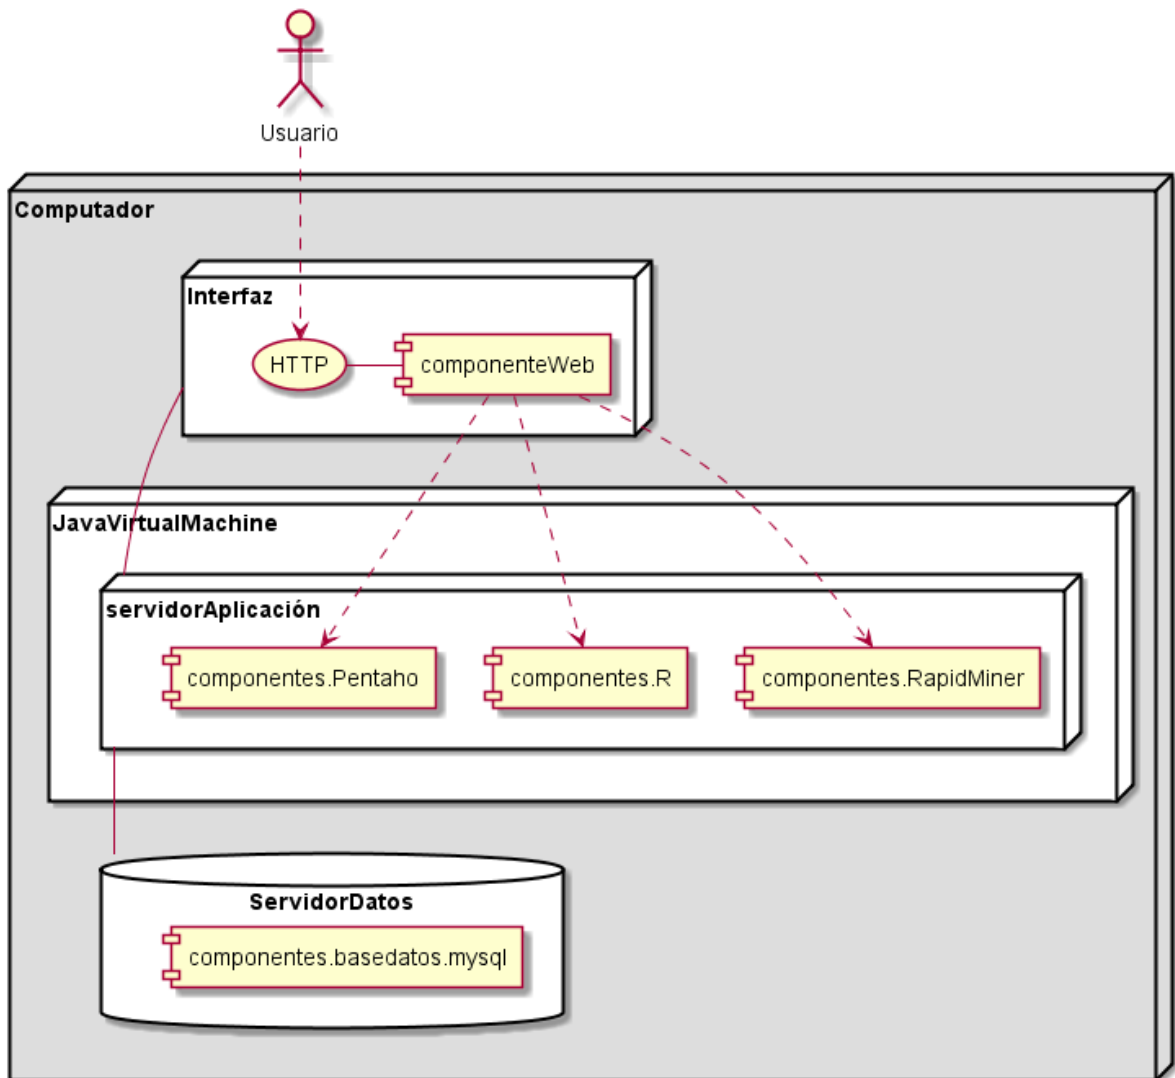 Usuario
Computador
Interfaz
HTTP
componenteWeb
JavaVirtualMachine
servidorAplicación
componentes.Pentaho
componentes.R
componentes.RapidMiner
ServidorDatos
componentes.basedatos.mysql